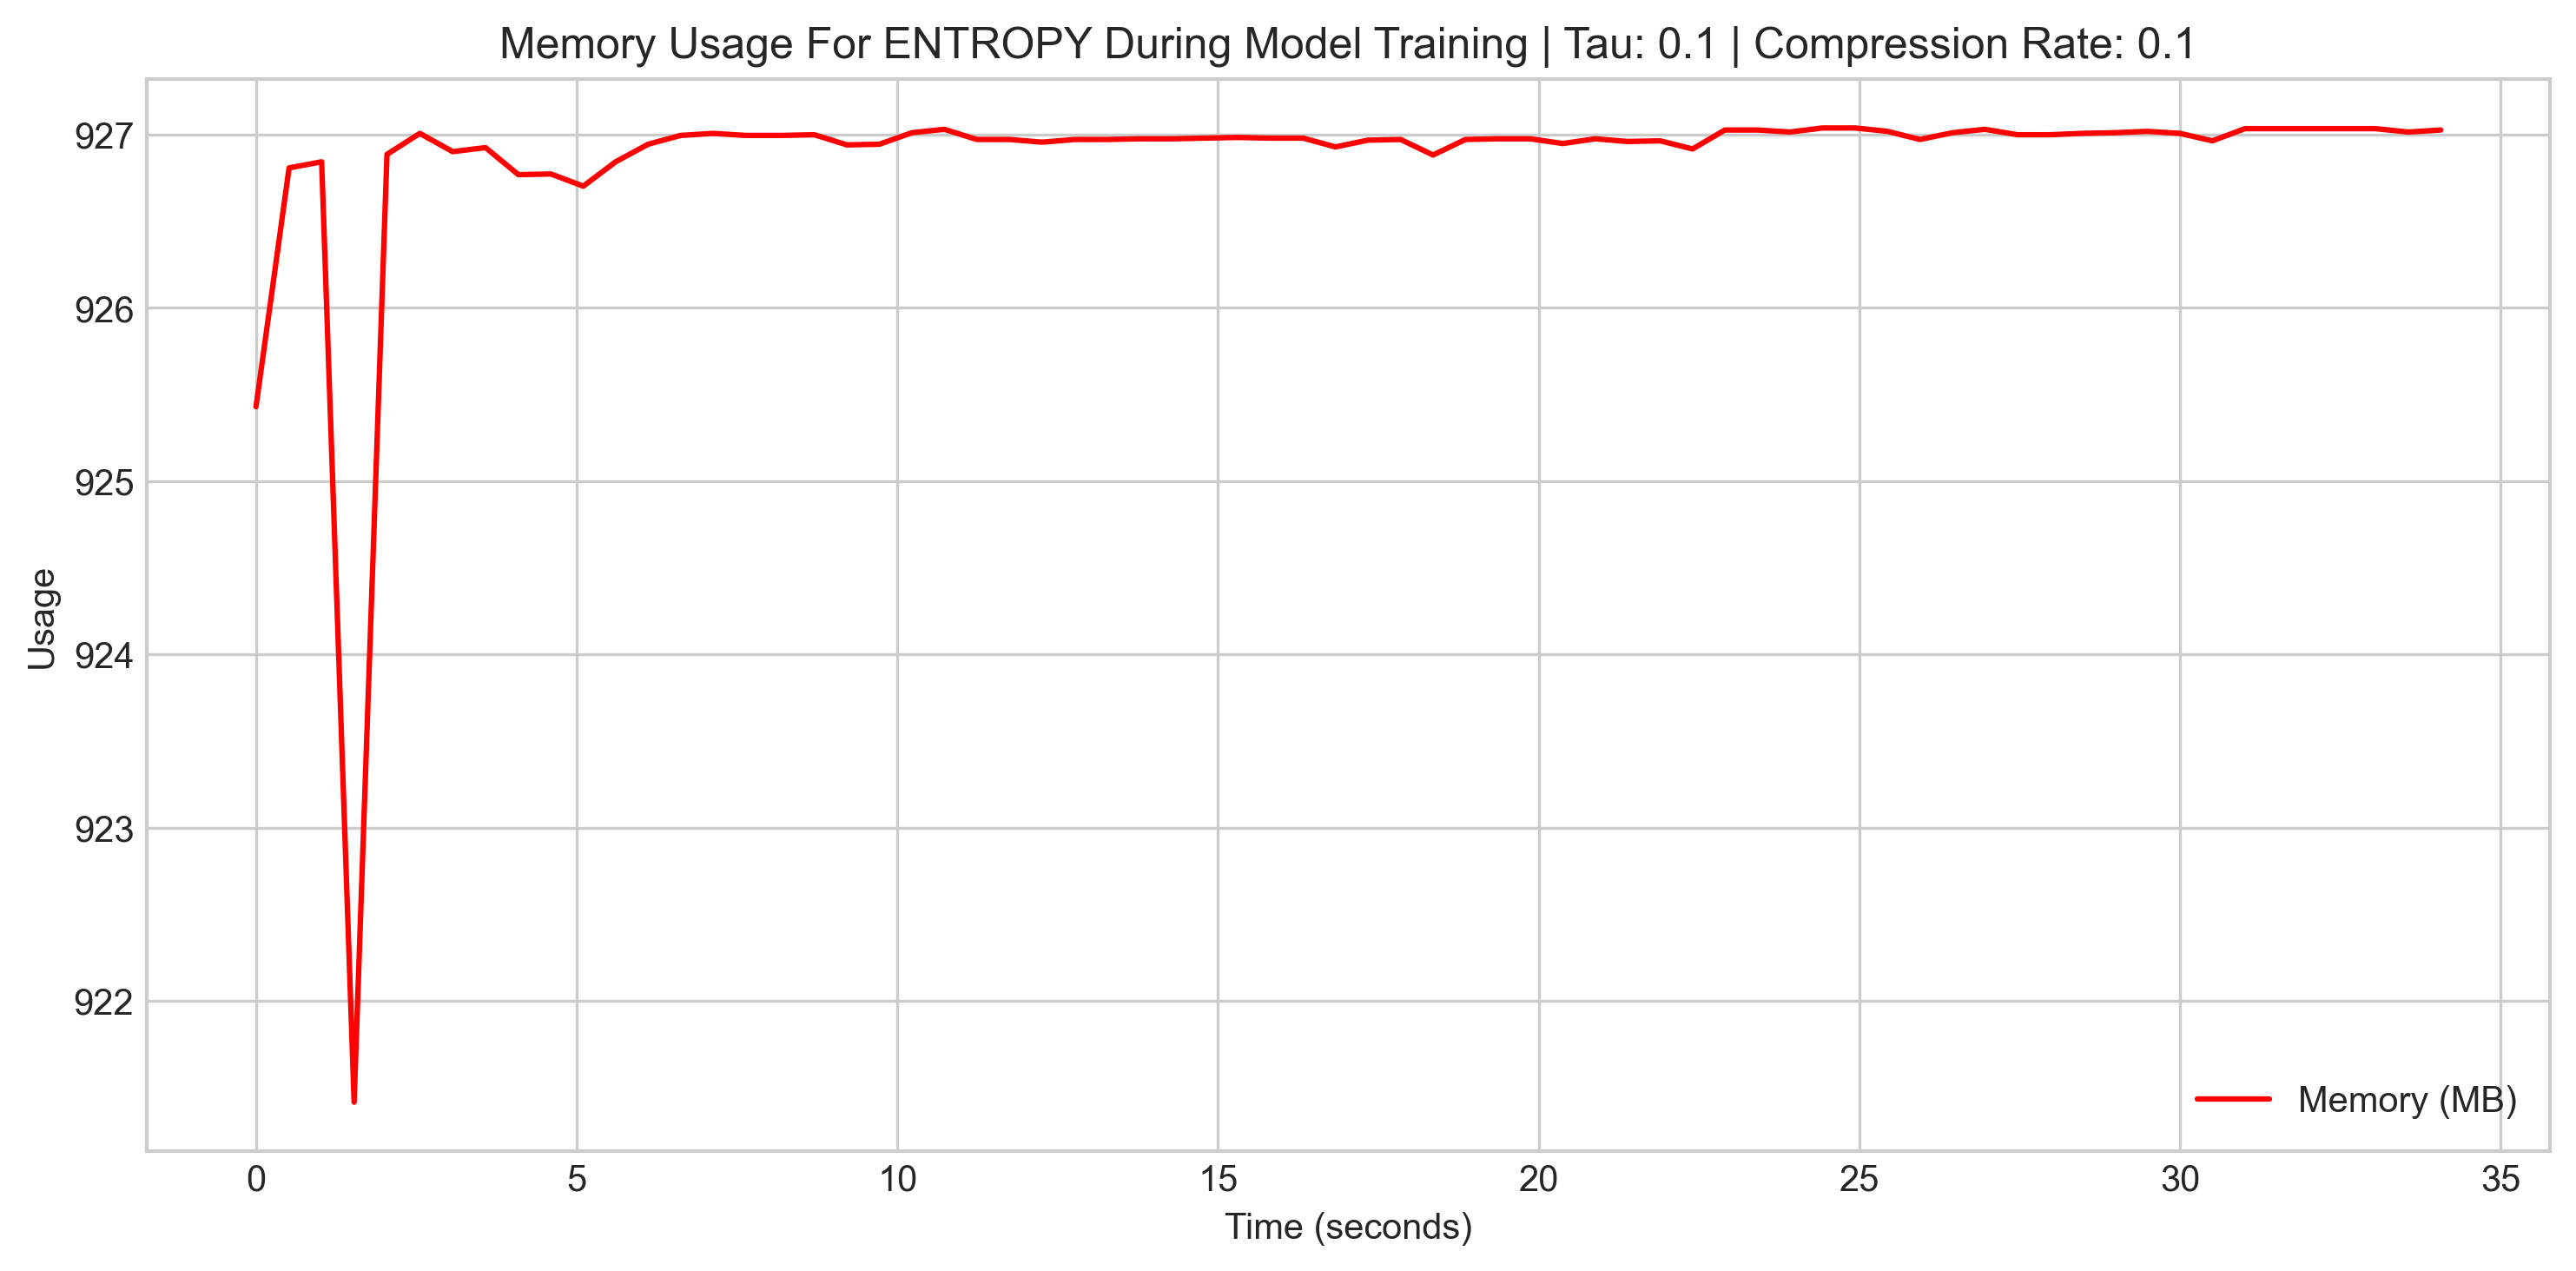 Memory Usage For ENTROPY During Model Training | Tau: 0.1 | Compression Rate: 0.1
927
926
925
924
923
922
Usage
0 5 10 15 20 25 30 35
Time (seconds)
Memory (MB)